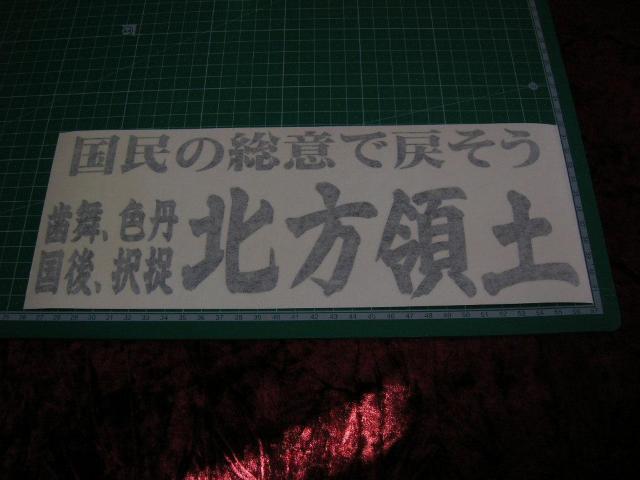 国民の総意で戻そう
歯舞、色丹
国後、択捉
北方領土